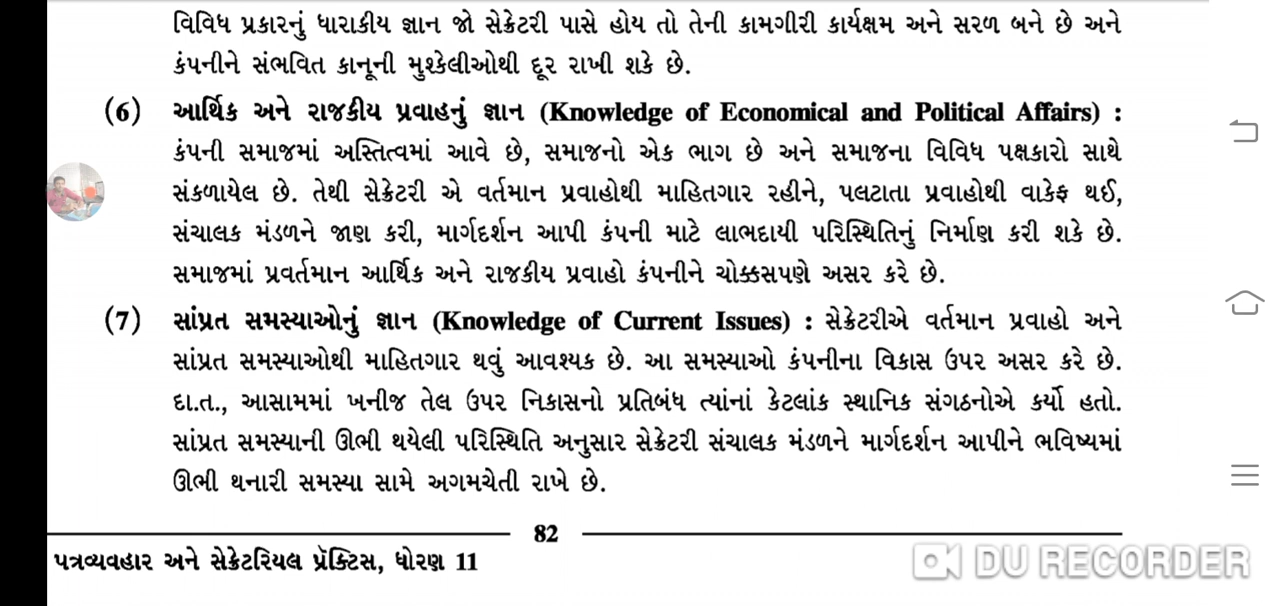 વિવિધ પ્રકારનું ધારાકીય જ્ઞાન જો સેક્રેટરી પાસે હોય તો તેની કામગીરી કાર્યક્ષમ અને સરળ બને છે અને
કંપનીને સંભવિત કાનૂની મુશ્કેલીઓથી દૂર રાખી શકે છે.
(6) આર્થિક અને રાજકીય પ્રવાહનું જ્ઞાન (Knowledge of Economical and Political Affairs) :
કંપની સમાજમાં અસ્તિત્વમાં આવે છે, સમાજનો એક ભાગ છે અને સમાજના વિવિધ પક્ષકારો સાથે
સંકળાયેલ છે. તેથી સેક્રેટરી એ વર્તમાન પ્રવાહોથી માહિતગાર રહીને, પલટાતા પ્રવાહોથી વાકેફ થઈ,
સંચાલક મંડળને જાણ કરી, માર્ગદર્શન આપી કંપની માટે લાભદાયી પરિસ્થિતિનું નિર્માણ કરી શકે છે.
સમાજમાં પ્રવર્તમાન આર્થિક અને રાજકીય પ્રવાહો કંપનીને ચોક્કસપણે અસર કરે છે.
(7) સાંપ્રત સમસ્યાઓનું જ્ઞાન (Knowledge of Current Issues) : સેક્રેટરીએ વર્તમાન પ્રવાહો અને
સાંપ્રત સમસ્યાઓથી માહિતગાર થવું આવશ્યક છે. આ સમસ્યાઓ કંપનીના વિકાસ ઉપર અસર કરે છે.
દા.ત., આસામમાં ખનીજ તેલ ઉપર નિકાસનો પ્રતિબંધ ત્યાંનાં કેટલાંક સ્થાનિક સંગઠનોએ કર્યો હતો.
સાંપ્રત સમસ્યાની ઊભી થયેલી પરિસ્થિતિ અનુસાર સેક્રેટરી સંચાલક મંડળને માર્ગદર્શન આપીને ભવિષ્યમાં
ઊભી થનારી સમસ્યા સામે અગમચેતી રાખે છે.
82
પત્રવ્યવહાર અને સેક્રેટરિયલ પ્રૅક્ટિસ, ધોરણ 11
DU RECORDER